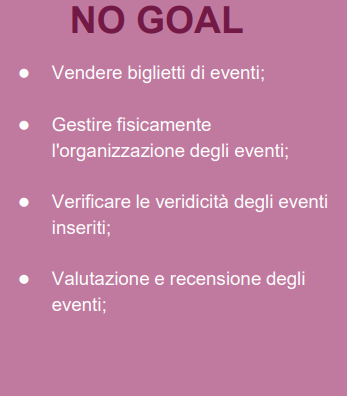 NO GOAL
● Vendere biglietti di eventi;
● Gestire fisicamente
l'organizzazione degli eventi;
● Verificare le veridicità degli eventi
inseriti;
● Valutazione e recensione degli
eventi;